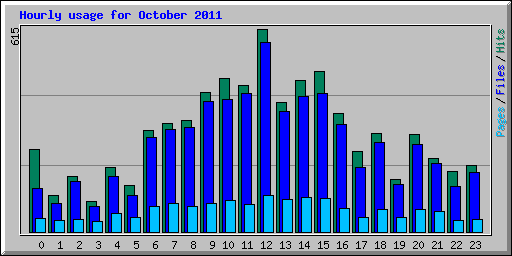 Hourly usage for October 2011
615
Pages / Files / Hits
0 1 2 3 4 5 6 7 8 9 10 11 12 13 14 15 16 17 18 19 20 21 22 23